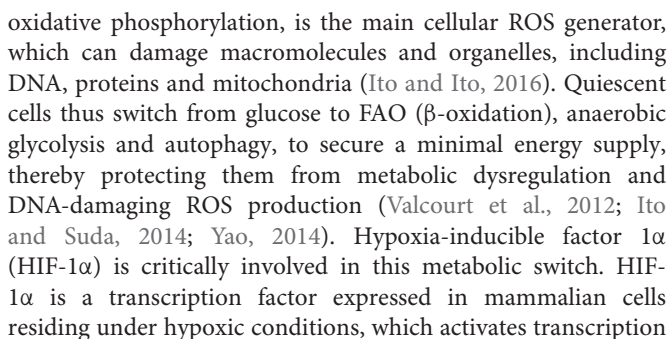 oxidative phosphorylation, is the main cellular ROS generator,
which can damage macromolecules and organelles, including
DNA, proteins and mitochondria (Ito and Ito, 2016). Quiescent
cells thus switch from glucose to FAO (β-oxidation), anaerobic
glycolysis and autophagy, to secure a minimal energy supply,
thereby protecting them from metabolic dysregulation and
DNA-damaging ROS production (Valcourt et al., 2012; Ito
and Suda, 2014; Yao, 2014). Hypoxia-inducible factor 1α
(HIF-1α) is critically involved in this metabolic switch. HIF-
1α is a transcription factor expressed in mammalian cells
residing under hypoxic conditions, which activates transcription